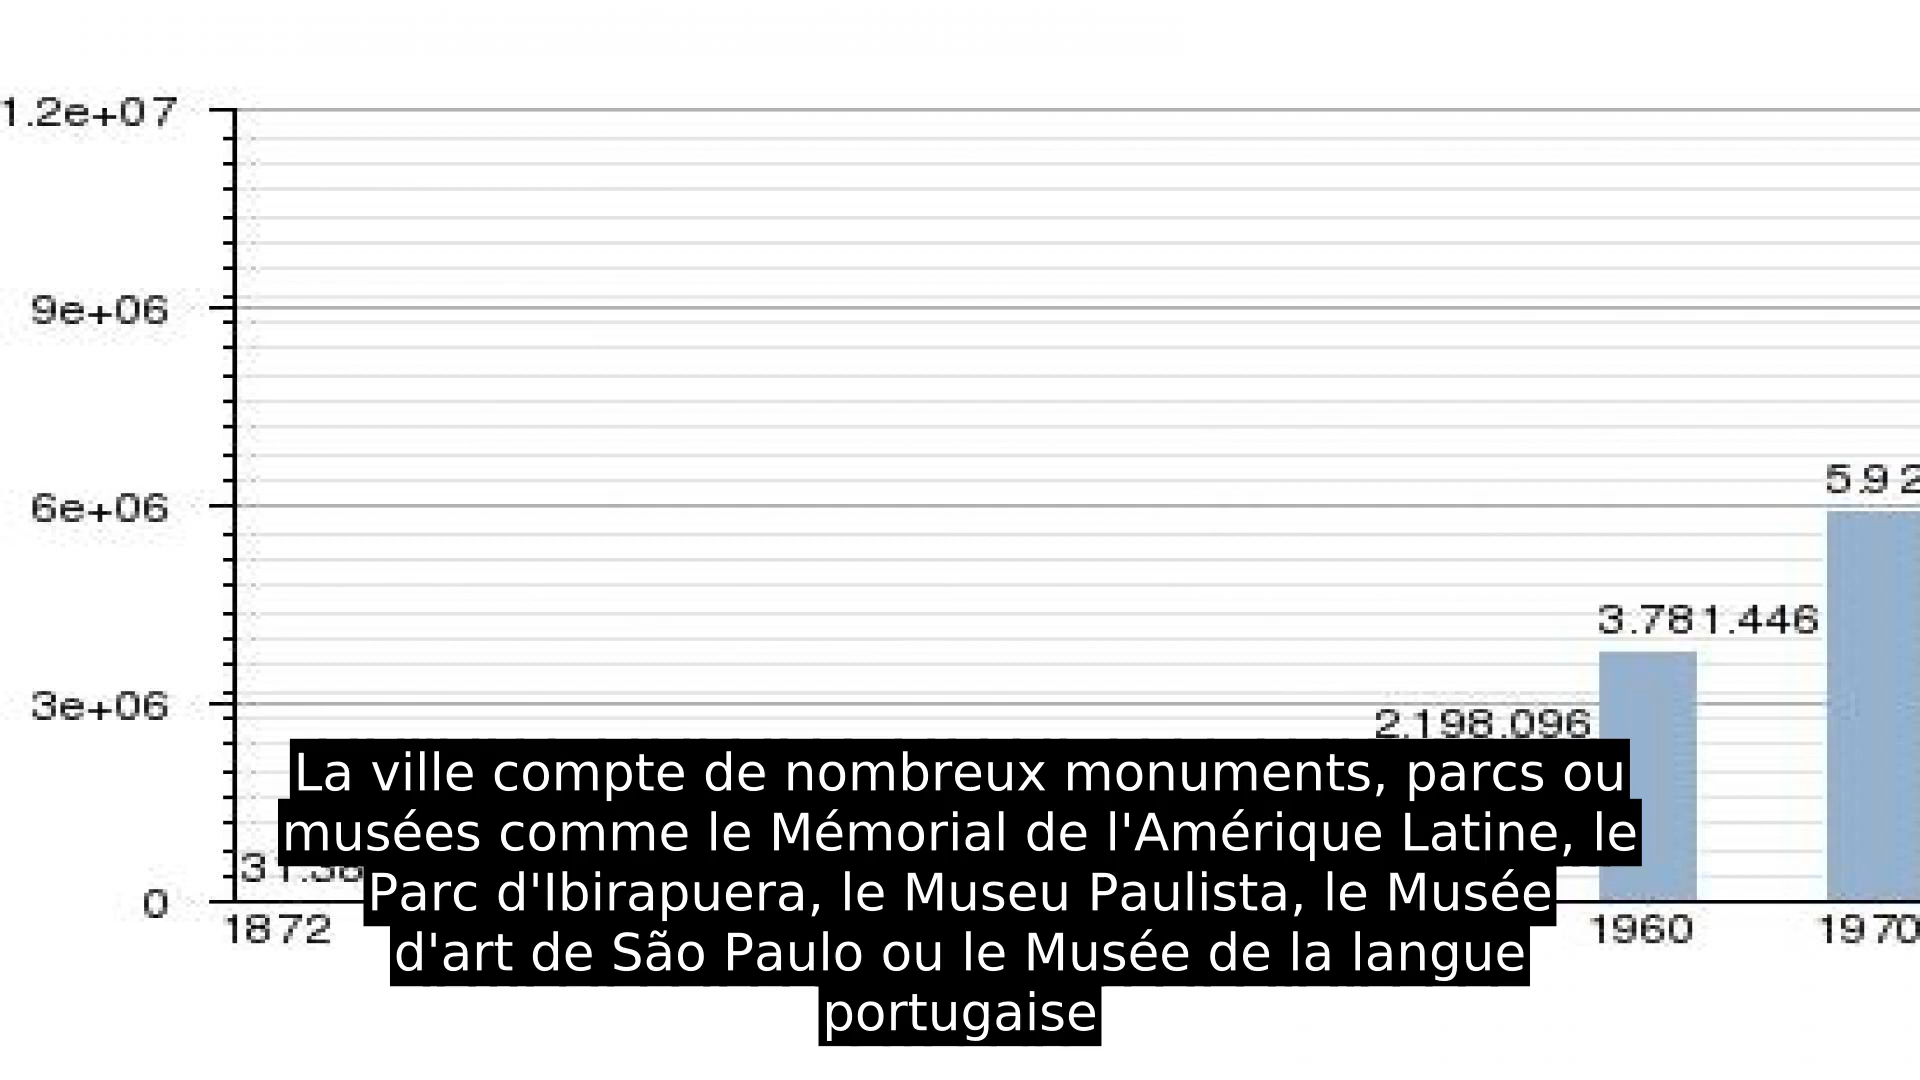 1.2e+07
9e+06
6e+06
5.92
3.781.446
3e+06
2.198.096
La ville compte de nombreux monuments, parcs ou
musées comme le Mémorial de l'Amérique Latine, le
Parc d'Ibirapuera, le Museu Paulista, le Musée
d'art de São Paulo ou le Musée de la langue
portugaise
0
1872
1960
1970